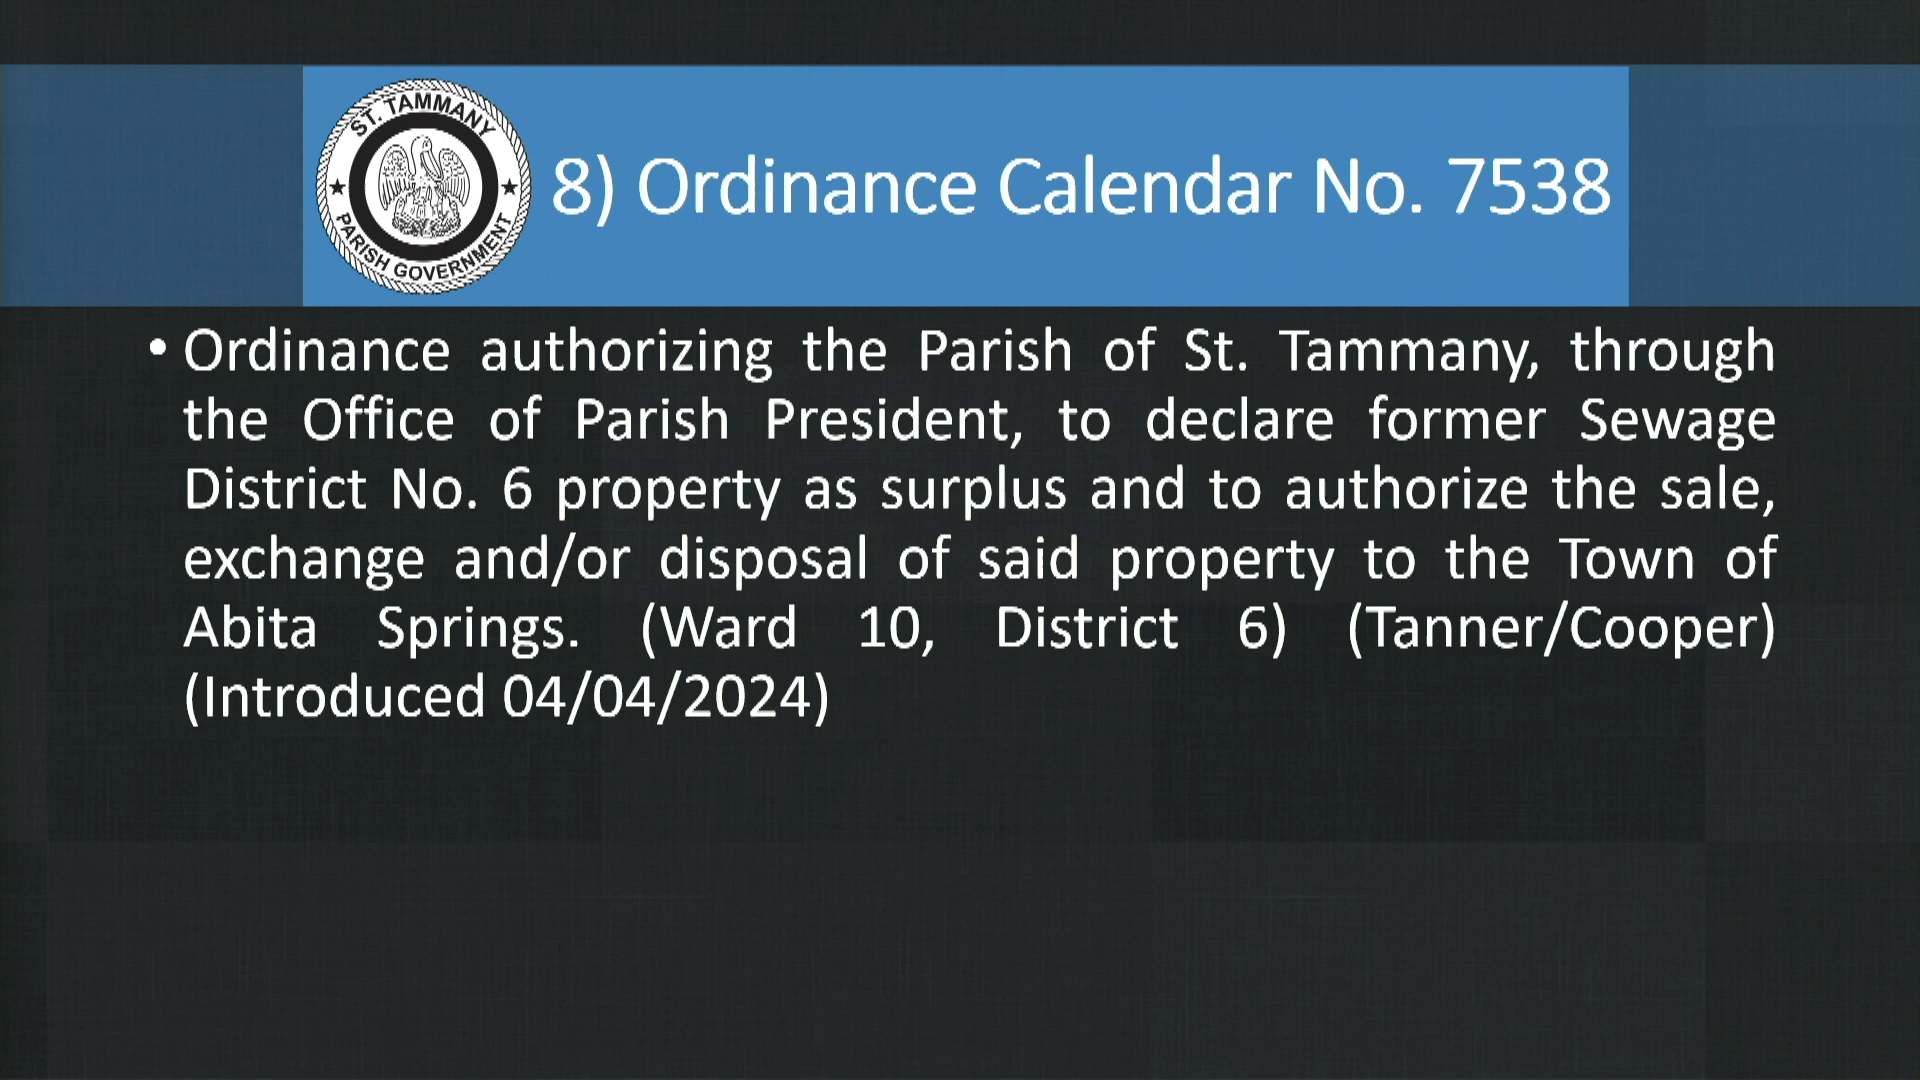 ST. TAMMANY
PARISH GOVERNMENT
8) Ordinance Calendar No. 7538
• Ordinance authorizing the Parish of St. Tammany, through
the Office of Parish President, to declare former Sewage
District No. 6 property as surplus and to authorize the sale,
exchange and/or disposal of said property to the Town of
Abita Springs. (Ward 10, District 6) (Tanner/Cooper)
(Introduced 04/04/2024)